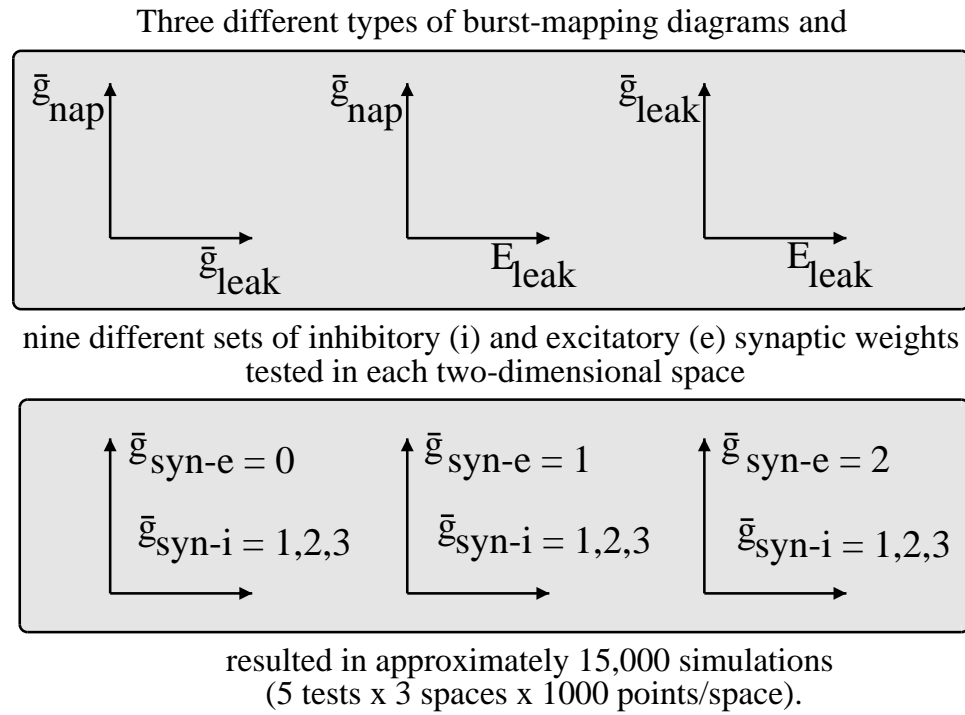 Three different types of burst-mapping diagrams and
ḡnap ḡnap ḡleak
ḡleak Eleak Eleak
nine different sets of inhibitory (i) and excitatory (e) synaptic weights
tested in each two-dimensional space
ḡsyn-e = 0 ḡsyn-e = 1 ḡsyn-e = 2
ḡsyn-i = 1,2,3 ḡsyn-i = 1,2,3 ḡsyn-i = 1,2,3
resulted in approximately 15,000 simulations
(5 tests x 3 spaces x 1000 points/space).